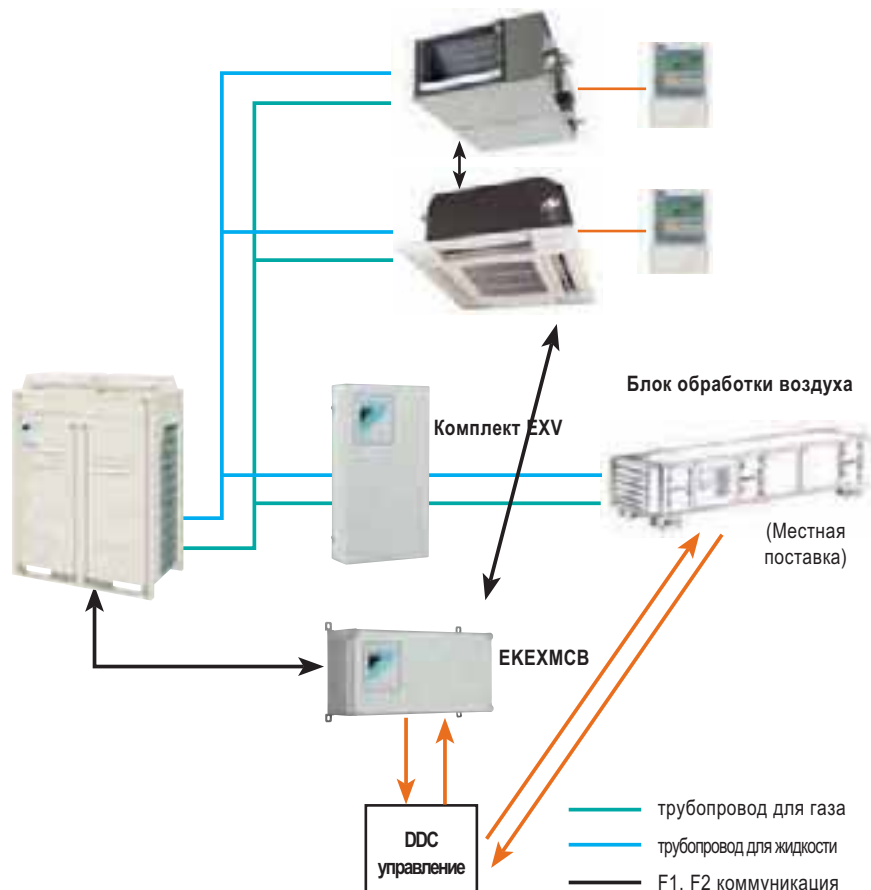 Блок обработки воздуха
Комплект EXV
(Местная
поставка)
EKEXMCB
DDC
управление
трубопровод для газа
трубопровод для жидкости
F1, F2 коммуникация